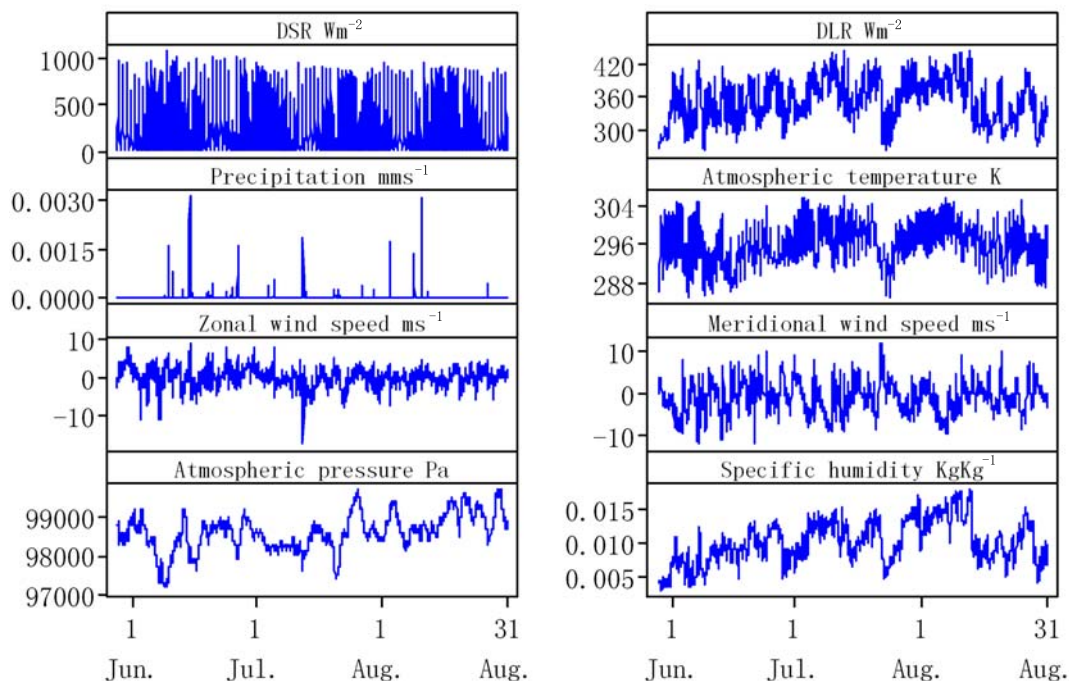 DSR Wm⁻²
1000
500
0
Precipitation mms⁻¹
0.0030
0.0015
0.0000
Zonal wind speed ms⁻¹
10
0
-10
Atmospheric pressure Pa
99000
98000
97000
1 1 1 31
Jun. Jul. Aug. Aug.
DLR Wm⁻²
420
360
300
Atmospheric temperature K
304
296
288
Meridional wind speed ms⁻¹
10
0
-10
Specific humidity KgKg⁻¹
0.015
0.010
0.005
1 1 1 31
Jun. Jul. Aug. Aug.